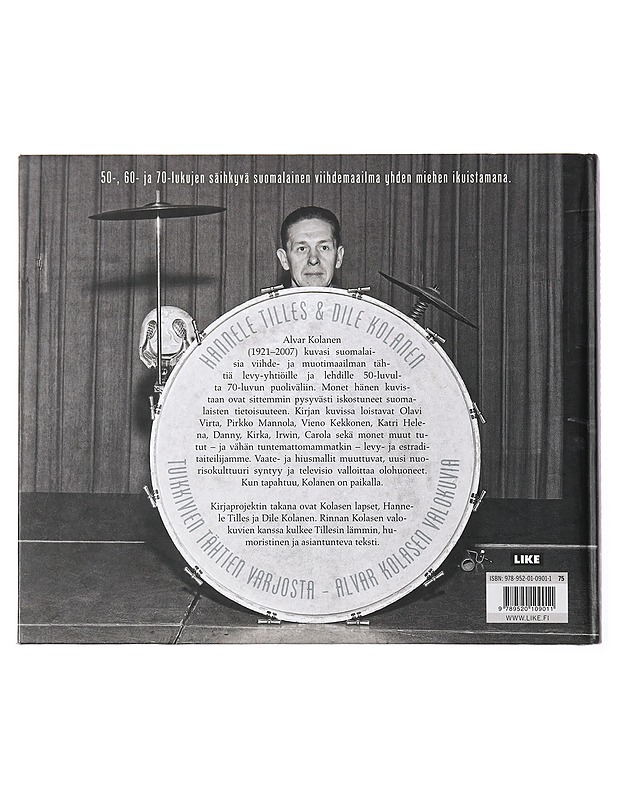 50-, 60- ja 70-lukujen säihkyvä suomalainen viihdemaailma yhden miehen ikuistamana.
HANNELE TILLES & DILE KOLANEN
Alvar Kolanen
(1921–2007) kuvasi suomalai-
sia viihde- ja muotimaailman täh-
tiä levy-yhtiöille ja lehdille 50-luvul-
ta 70-luvun puoliväliin. Monet hänen kuvis-
taan ovat sittemmin pysyvästi iskostuneet suoma-
laisten tietoisuuteen. Kirjan kuvissa loistavat Olavi
Virta, Pirkko Mannola, Vieno Kekkonen, Katri Hele-
na, Danny, Kirka, Irwin, Carola sekä monet muut tu-
tut – ja vähän tuntemattomammatkin – levy- ja estradi-
taiteilijamme. Vaate- ja hiusmallit muuttuvat, uusi nuo-
risokulttuuri syntyy ja televisio valloittaa olohuoneet.
Kun tapahtuu, Kolanen on paikalla.
Kirjaprojektin takana ovat Kolasen lapset, Hanne-
le Tilles ja Dile Kolanen. Rinnan Kolasen valo-
kuvien kanssa kulkee Tillesin lämmin, hu-
moristinen ja asiantunteva teksti.
TUIKKIVIEN TÄHTIEN VARJOSTA – ALVAR KOLASEN VALOKUVIA
LIKE
ISBN: 978-952-01-0901-1 75
9 789520 109011
WWW.LIKE.FI